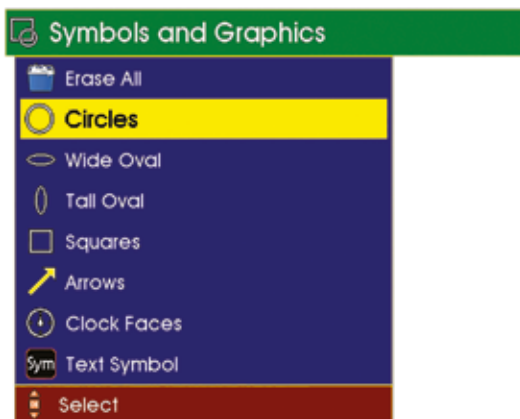 Symbols and Graphics
Erase All
Circles
Wide Oval
Tall Oval
Squares
Arrows
Clock Faces
Sym Text Symbol
Select